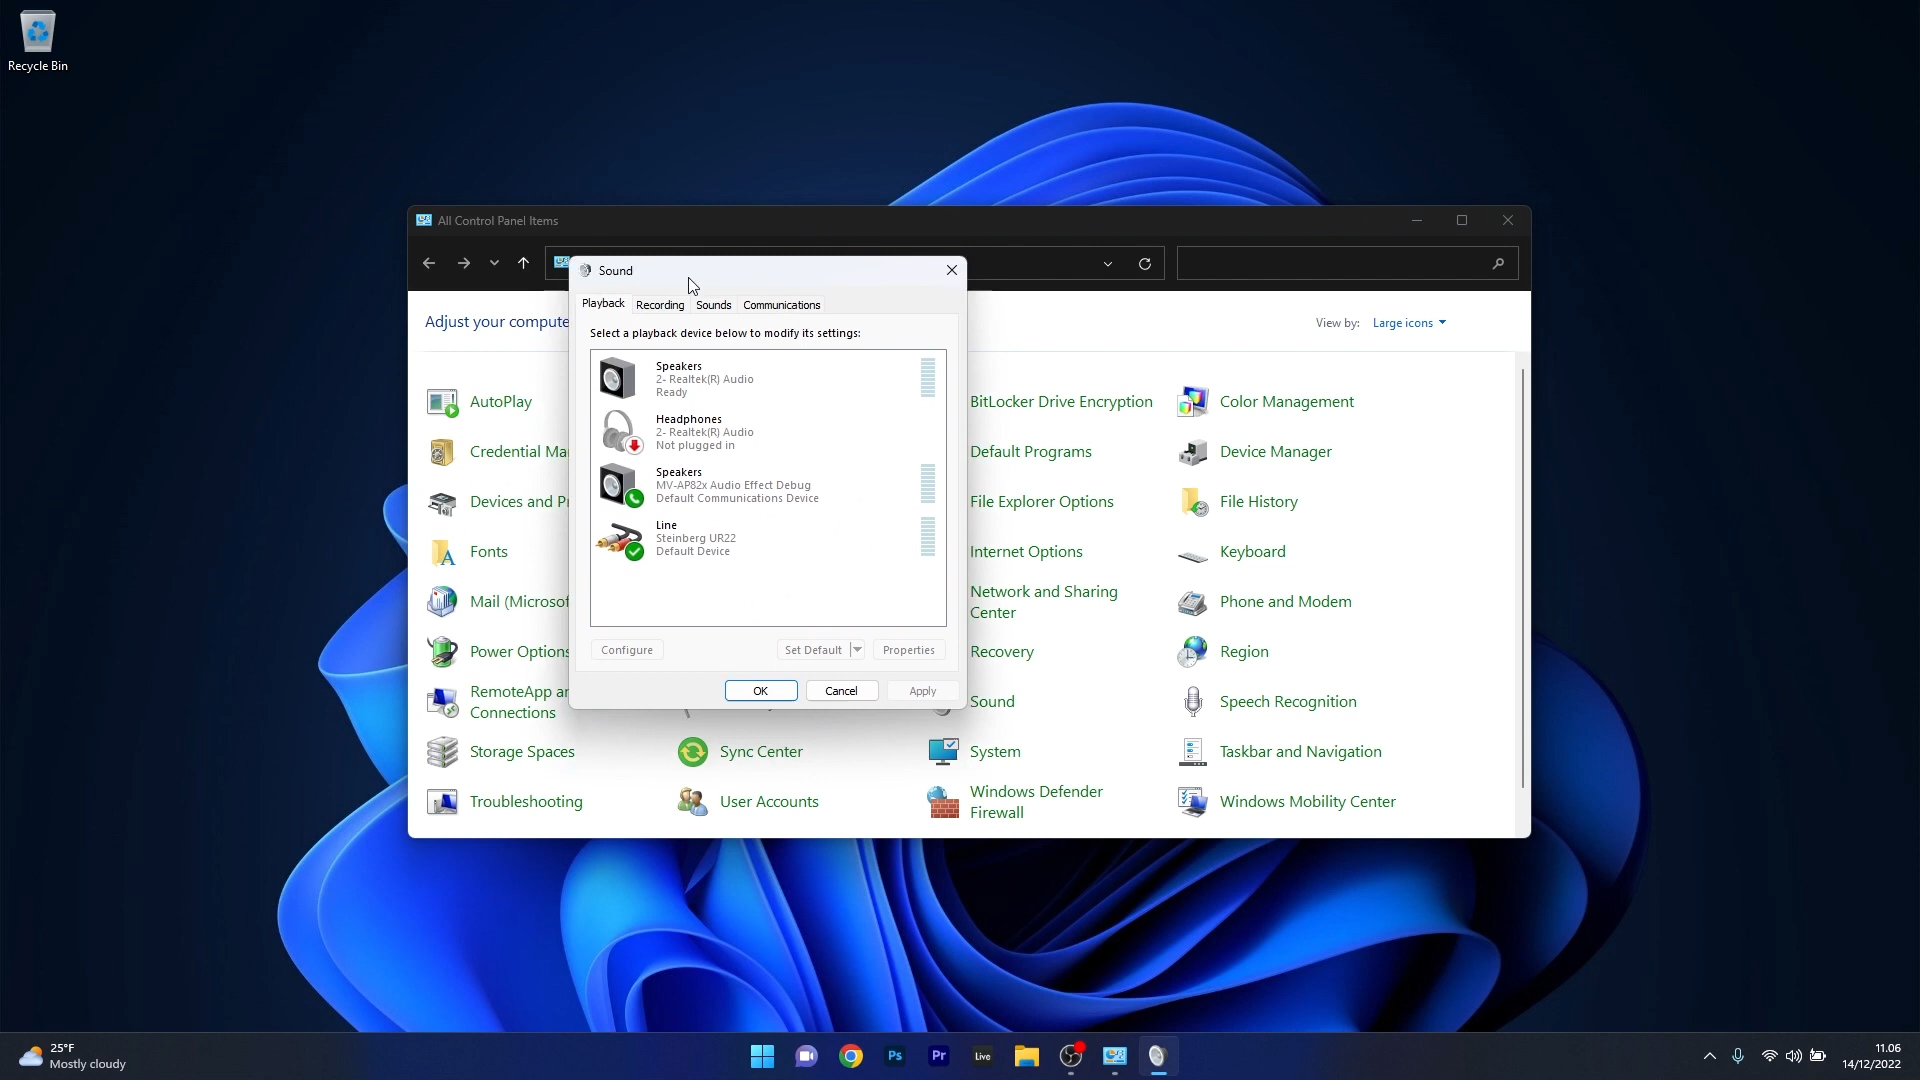 Recycle Bin
All Control Panel Items
Sound
Playback
Recording
Sounds
Communications
Select a playback device below to modify its settings:
Speakers
2- Realtek(R) Audio
Ready
Headphones
2- Realtek(R) Audio
Not plugged in
Speakers
MV-AP82x Audio Effect Debug
Default Communications Device
Line
Steinberg UR22
Default Device
Configure
Set Default
Properties
OK
Cancel
Apply
Adjust your compute
View by:
Large icons
AutoPlay
BitLocker Drive Encryption
Color Management
Credential Ma
Default Programs
Device Manager
Devices and P
File Explorer Options
File History
Fonts
Internet Options
Keyboard
Mail (Microsof
Network and Sharing
Center
Phone and Modem
Power Options
Recovery
Region
RemoteApp an
Connections
Sound
Speech Recognition
Storage Spaces
Sync Center
System
Taskbar and Navigation
Troubleshooting
User Accounts
Windows Defender
Firewall
Windows Mobility Center
25°F
Mostly cloudy
Ps
Pr
Live
11.06
14/12/2022